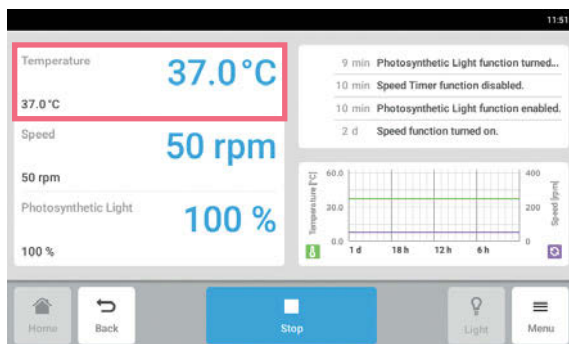 11:51
Temperature
37.0°C
37.0°C
Speed
50 rpm
50 rpm
Photosynthetic Light
100 %
100 %
9 min Photosynthetic Light function turned...
10 min Speed Timer function disabled.
10 min Photosynthetic Light function enabled.
2 d Speed function turned on.
Temperature [°C]
60.0
30.0
0.0
1 d 18 h 12 h 6 h
400
200
0
Speed [rpm]
Home
Back
Stop
Light
Menu